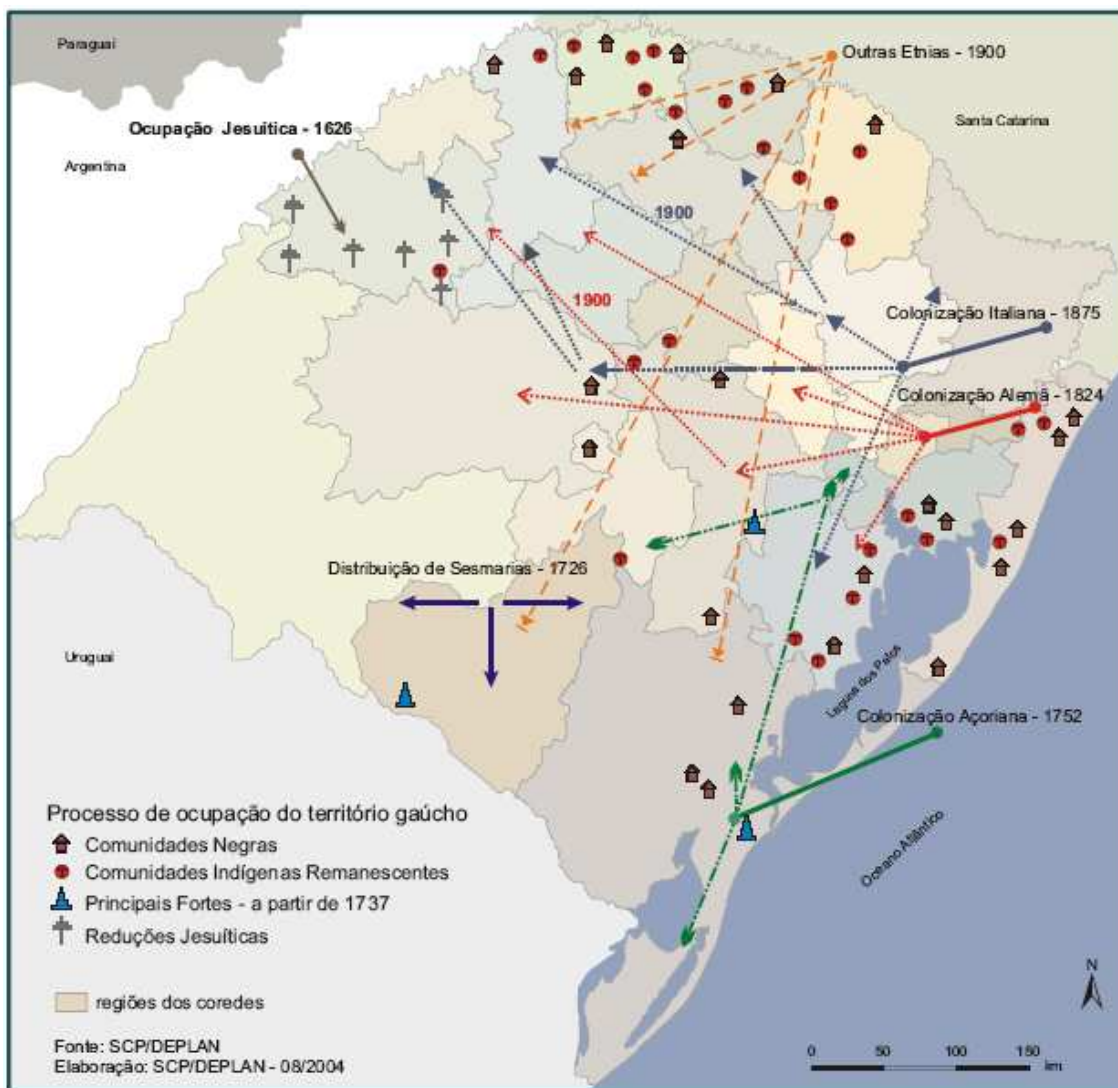 Paraguai
Outras Etnias - 1900
Santa Catarina
Ocupação Jesuítica - 1626
Argentina
1900
1900
Colonização Italiana - 1875
Colonização Alemã - 1824
Distribuição de Sesmarias - 1726
Uruguai
Laguna dos Patos
Colonização Açoriana - 1752
Oceano Atlântico
Processo de ocupação do território gaúcho
Comunidades Negras
Comunidades Indígenas Remanescentes
Principais Fortes - a partir de 1737
Reduções Jesuíticas
regiões dos coredes
Fonte: SCP/DEPLAN
Elaboração: SCP/DEPLAN - 08/2004
N
0 50 100 150
km